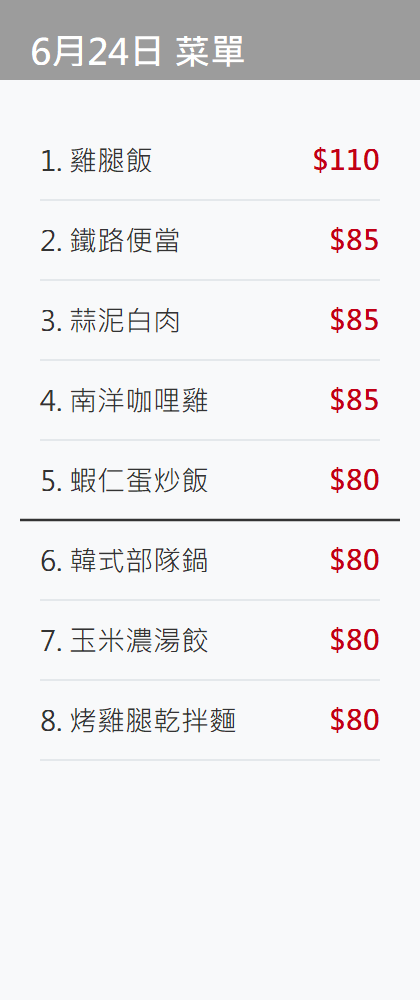 6月24日 菜單
1. 雞腿飯 $110
2. 鐵路便當 $85
3. 蒜泥白肉 $85
4. 南洋咖哩雞 $85
5. 蝦仁蛋炒飯 $80
6. 韓式部隊鍋 $80
7. 玉米濃湯餃 $80
8. 烤雞腿乾拌麵 $80